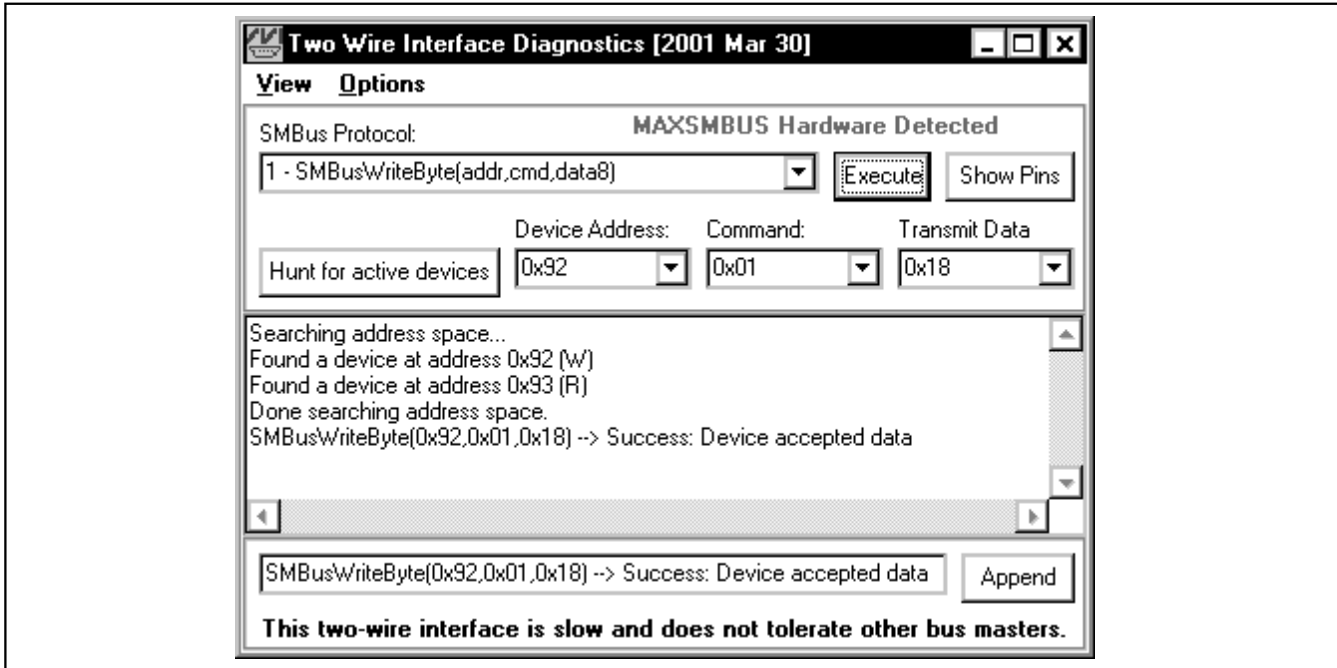 Two Wire Interface Diagnostics [2001 Mar 30]
View Options
SMBus Protocol:
MAXSMBUS Hardware Detected
1 - SMBusWriteByte(addr,cmd,data8)
Execute
Show Pins
Hunt for active devices
Device Address:
Command:
Transmit Data
0x92
0x01
0x18
Searching address space...
Found a device at address 0x92 (W)
Found a device at address 0x93 (R)
Done searching address space.
SMBusWriteByte(0x92,0x01,0x18) --> Success: Device accepted data
SMBusWriteByte(0x92,0x01,0x18) --> Success: Device accepted data
Append
This two-wire interface is slow and does not tolerate other bus masters.